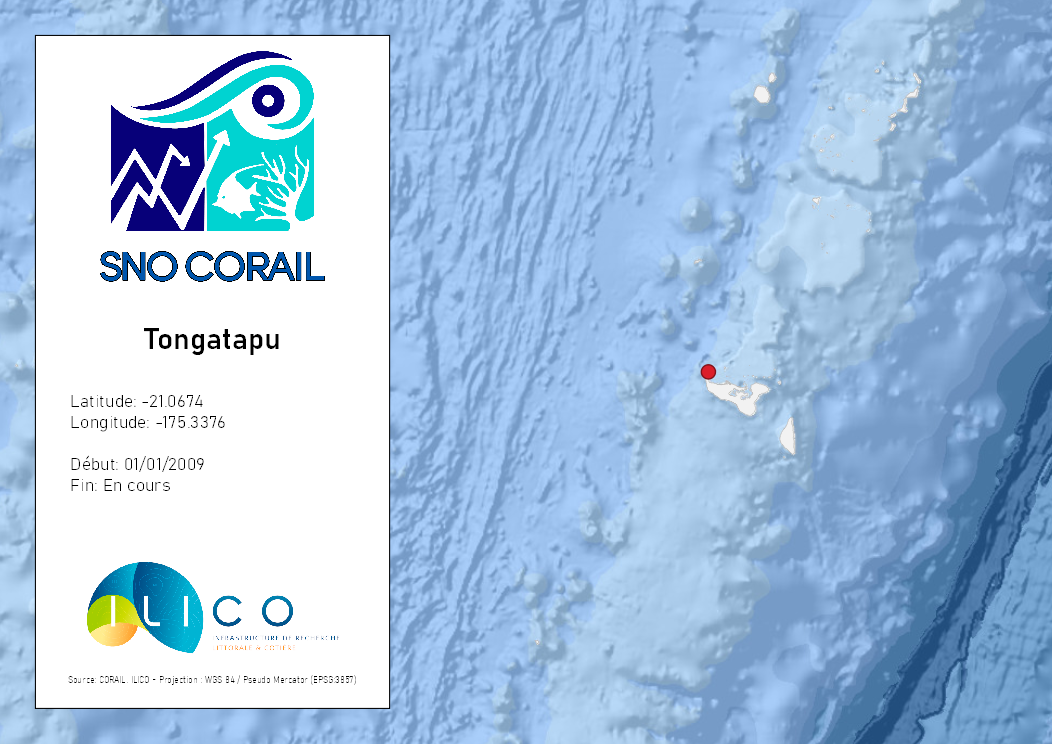 SNO CORAIL
Tongatapu
Latitude: -21.0674
Longitude: -175.3376
Début: 01/01/2009
Fin: En cours
ILICO
INFRASTRUCTURE DE RECHERCHE
LITTORALE & CÔTIÈRE
Source: CORAIL, ILICO - Projection : WGS 84 / Pseudo Mercator (EPSG:3857)